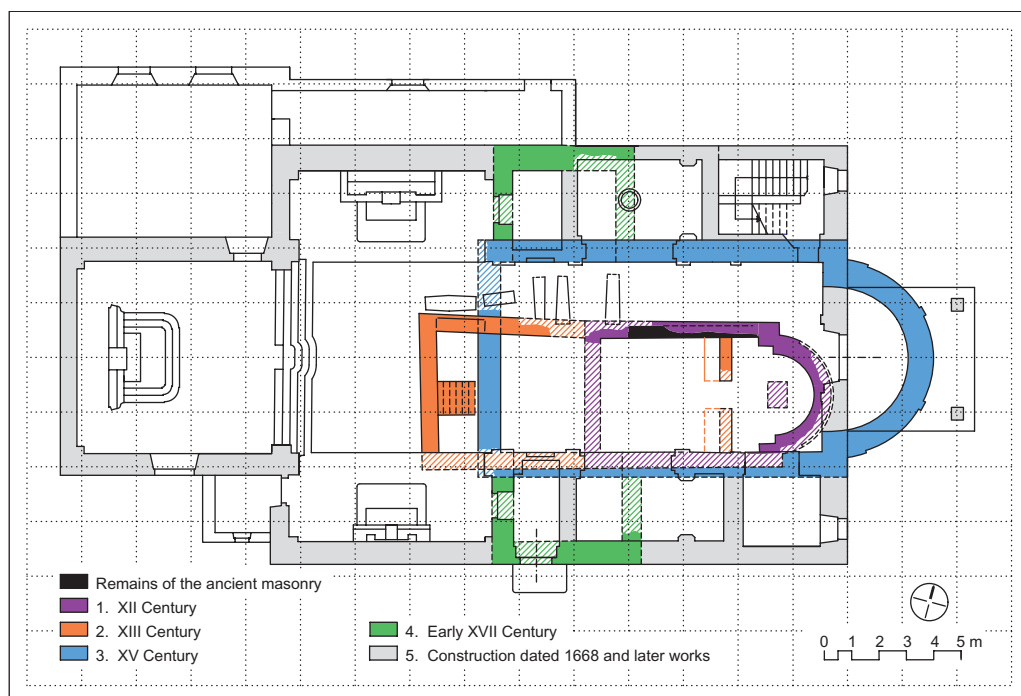 Remains of the ancient masonry
1. XII Century
2. XIII Century
3. XV Century
4. Early XVII Century
5. Construction dated 1668 and later works
0 1 2 3 4 5 m